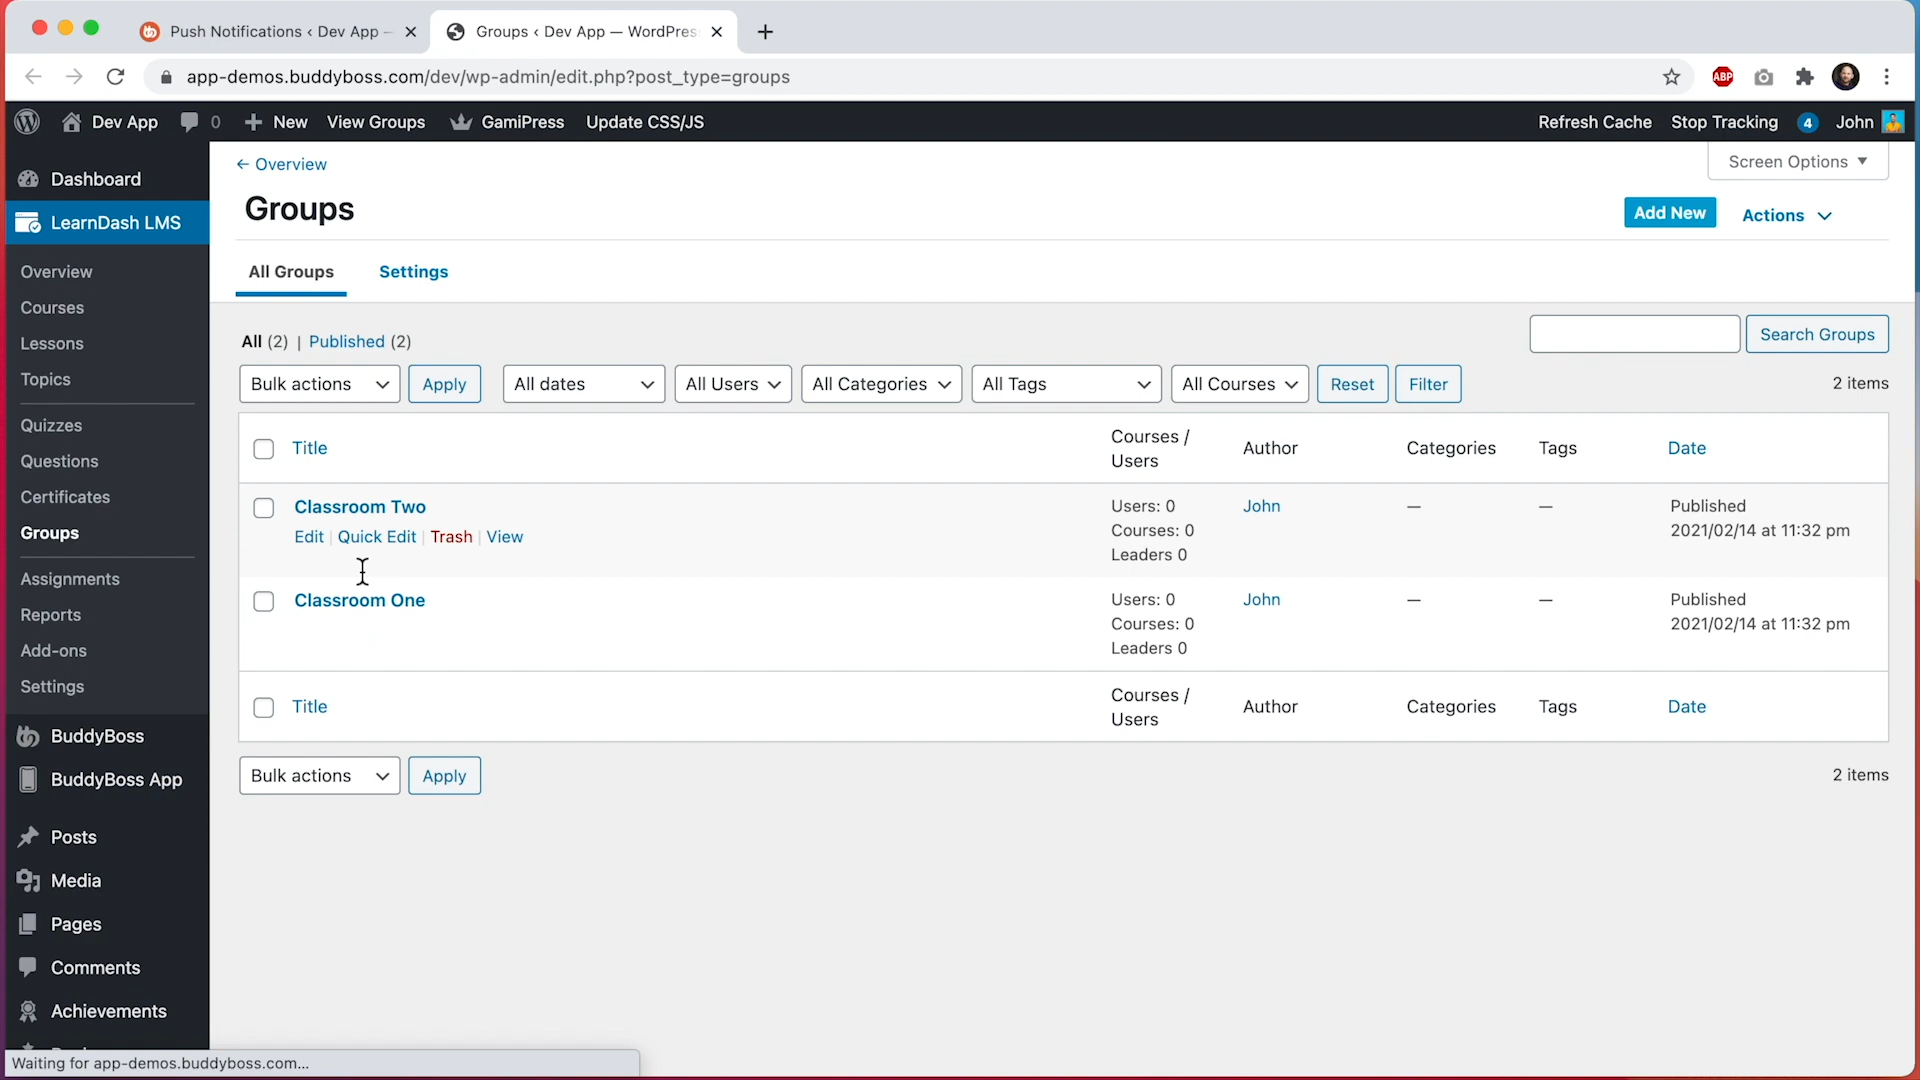 Push Notifications ‹ Dev App –
Groups ‹ Dev App — WordPres
app-demos.buddyboss.com/dev/wp-admin/edit.php?post_type=groups
ABP
Dev App
0
New
View Groups
GamiPress
Update CSS/JS
Refresh Cache
Stop Tracking
4
John
Dashboard
LearnDash LMS
Overview
Courses
Lessons
Topics
Quizzes
Questions
Certificates
Groups
Assignments
Reports
Add-ons
Settings
BuddyBoss
BuddyBoss App
Posts
Media
Pages
Comments
Achievements
← Overview
Screen Options
Groups
Add New
Actions
All Groups
Settings
All (2) | Published (2)
Search Groups
Bulk actions
Apply
All dates
All Users
All Categories
All Tags
All Courses
Reset
Filter
2 items
Title
Courses /
Users
Author
Categories
Tags
Date
Classroom Two
Edit | Quick Edit | Trash | View
Users: 0
Courses: 0
Leaders 0
John
—
—
Published
2021/02/14 at 11:32 pm
Classroom One
Users: 0
Courses: 0
Leaders 0
John
—
—
Published
2021/02/14 at 11:32 pm
Title
Courses /
Users
Author
Categories
Tags
Date
Bulk actions
Apply
2 items
Waiting for app-demos.buddyboss.com...